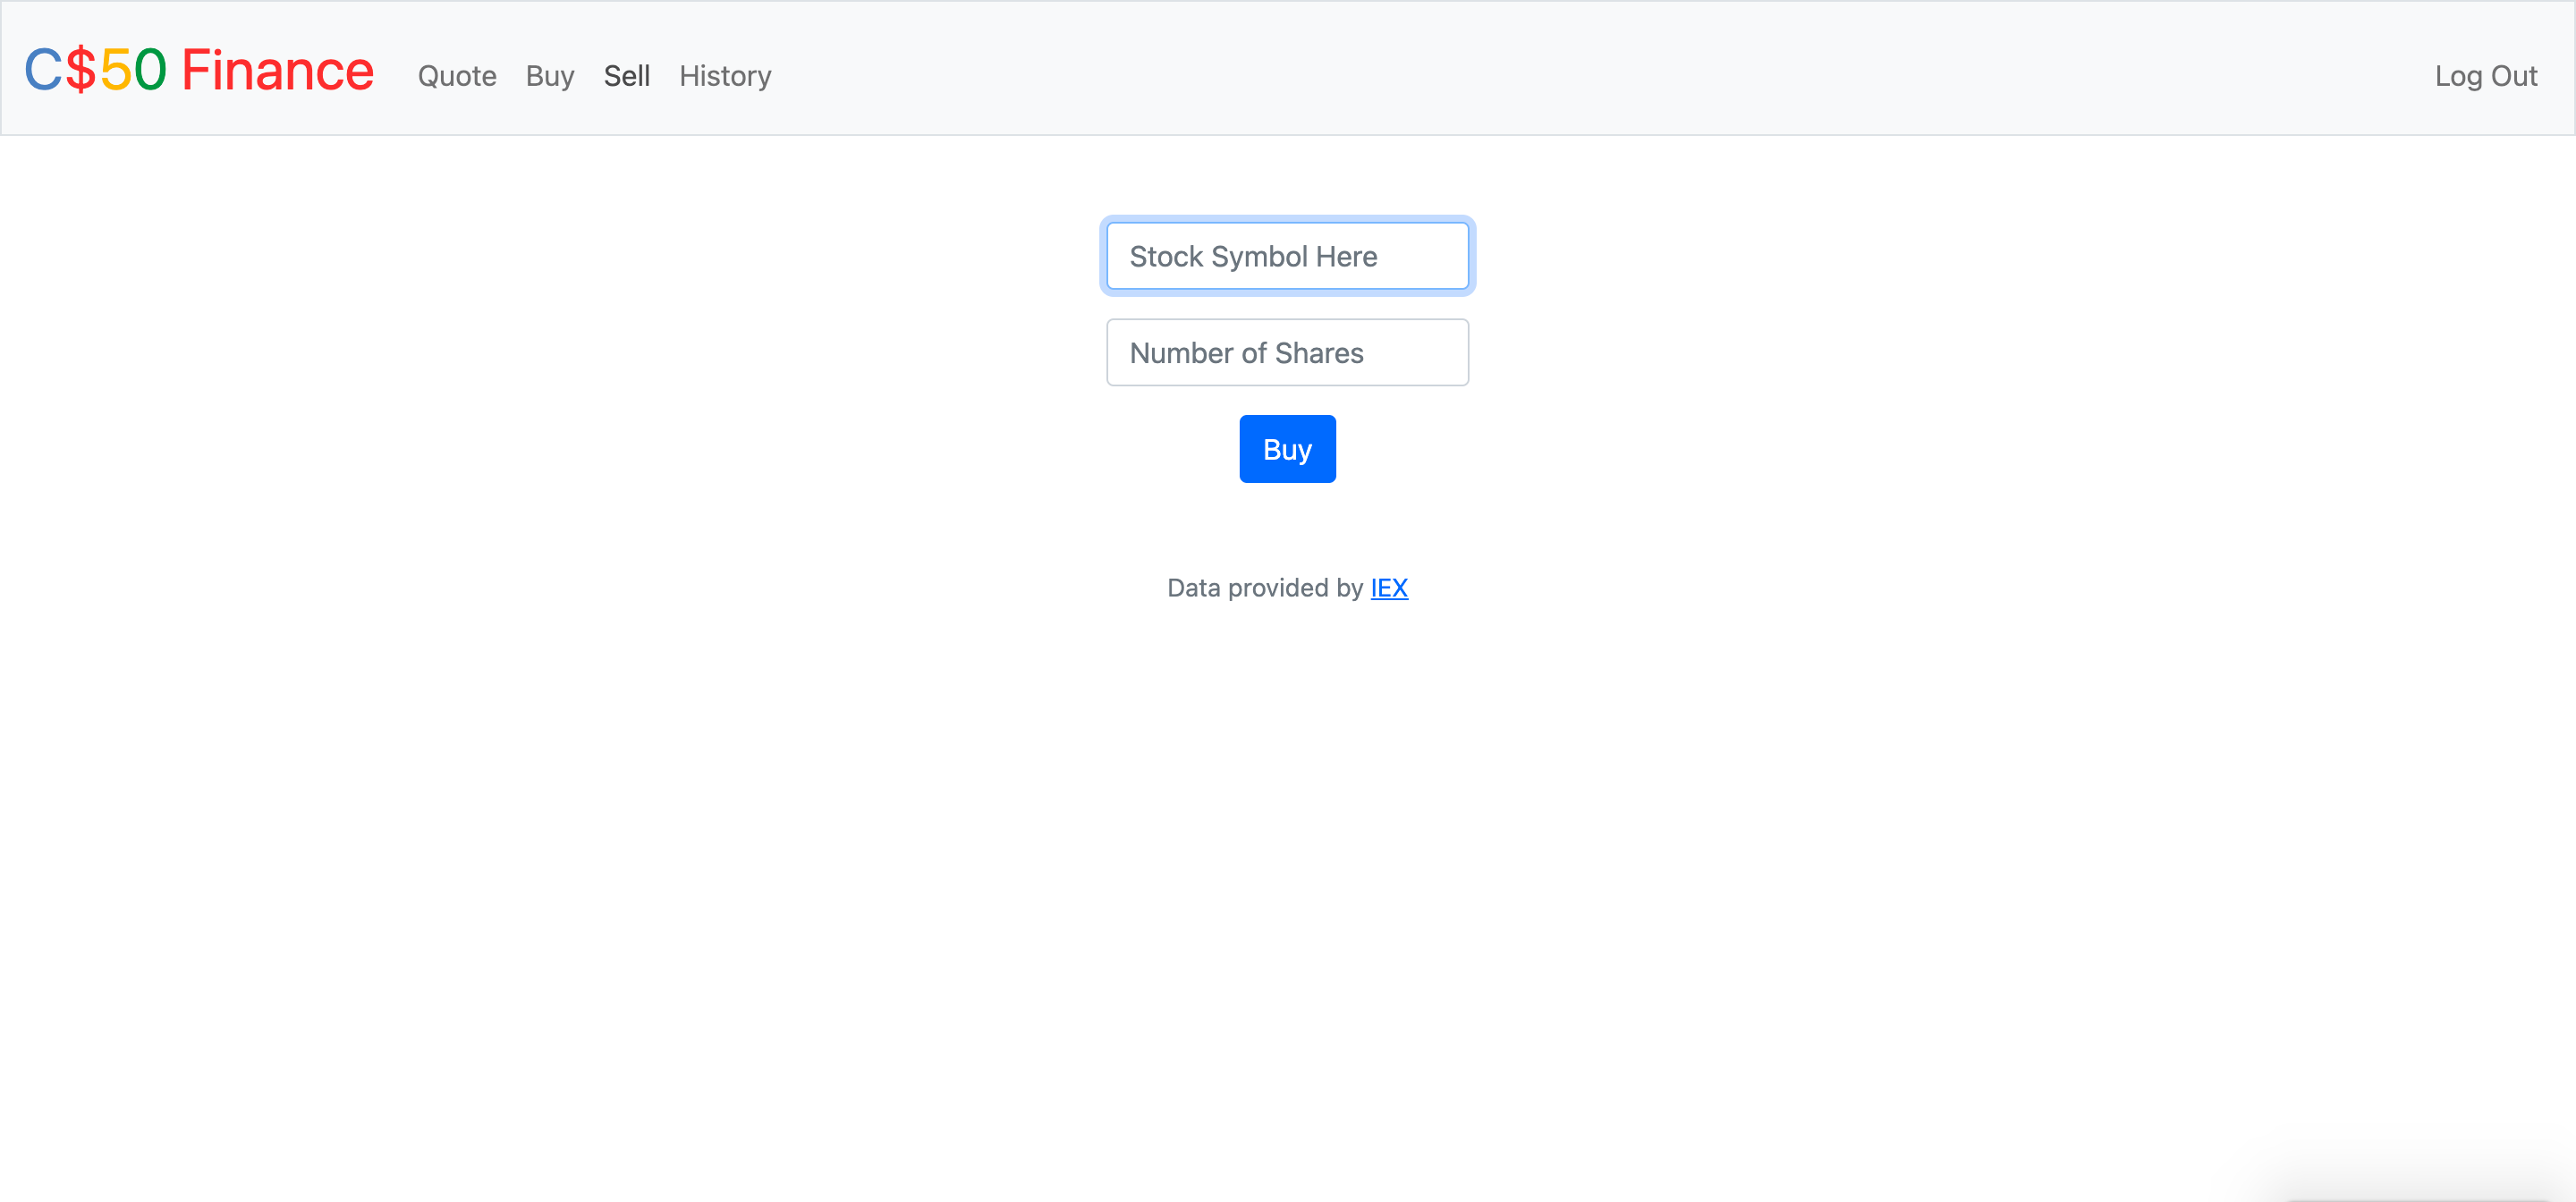 C$50 Finance Quote Buy Sell History Log Out
Stock Symbol Here
Number of Shares
Buy
Data provided by IEX